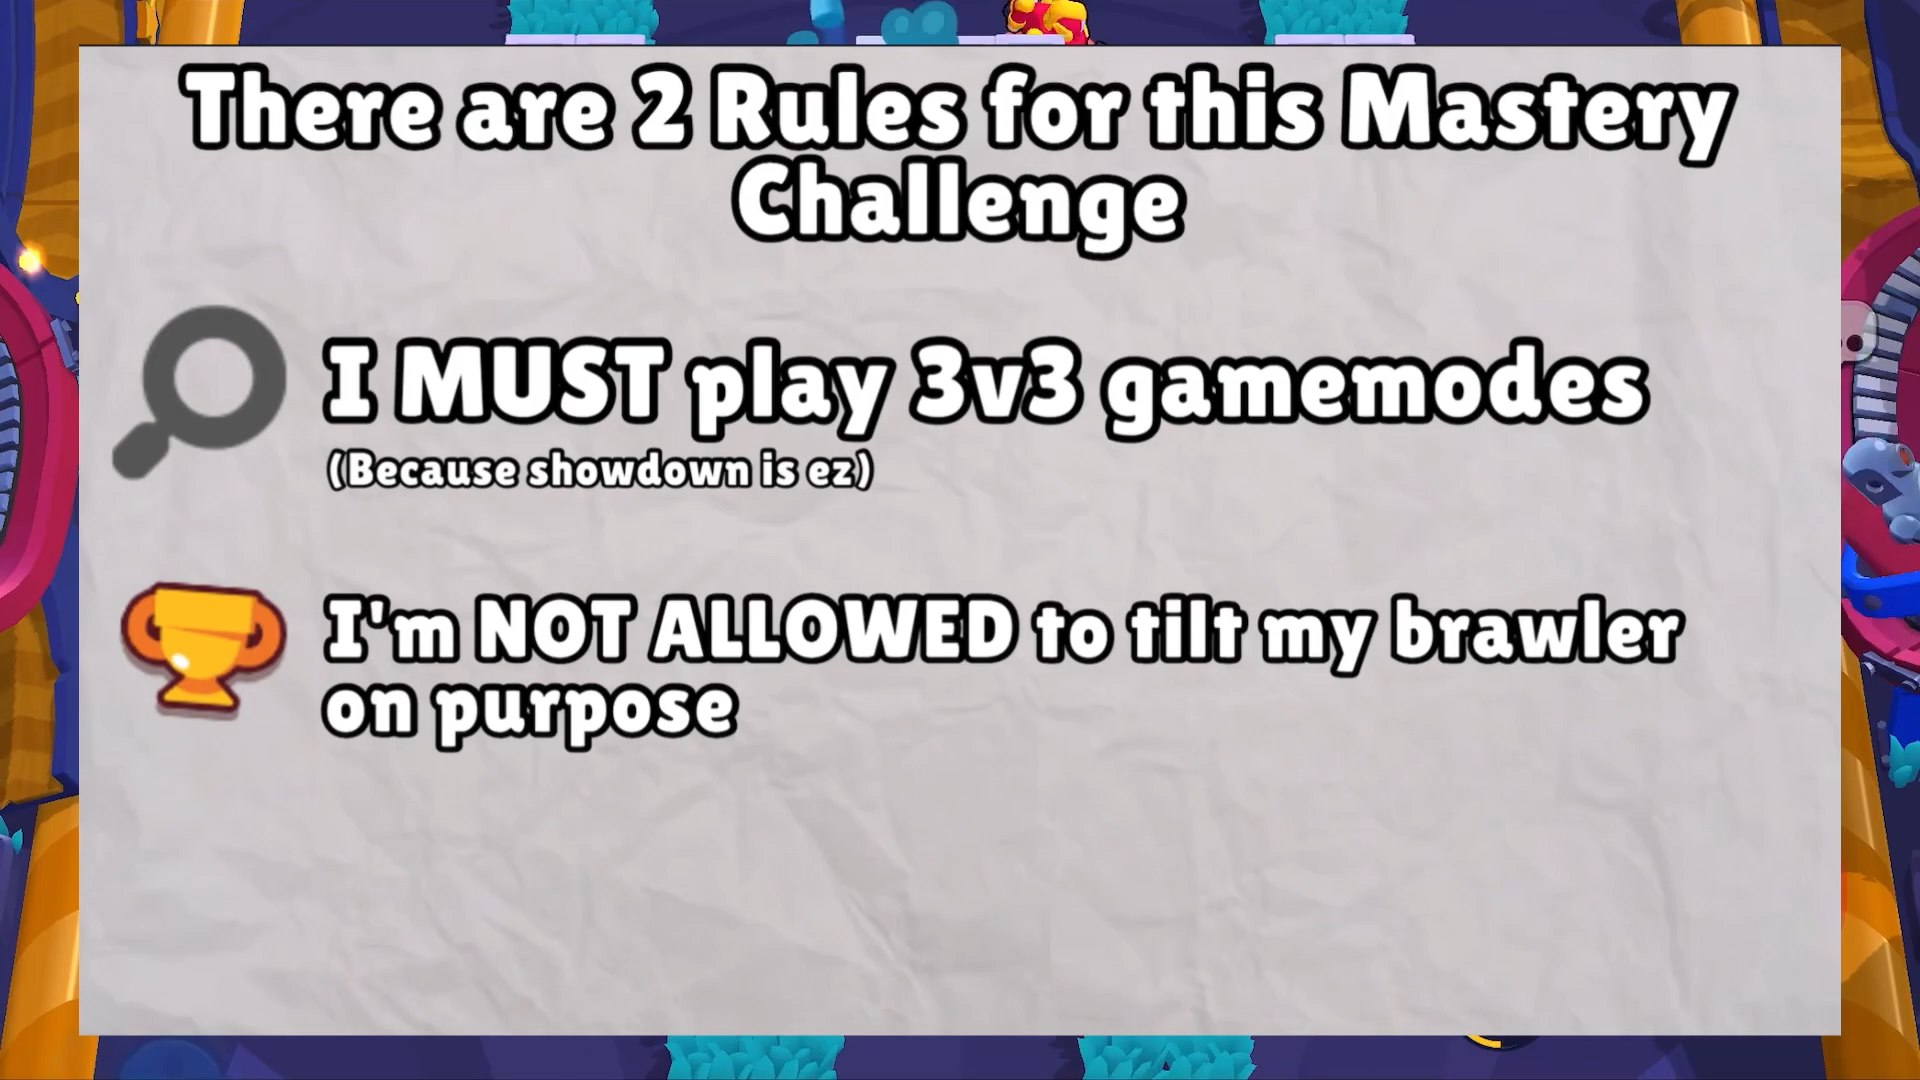 There are 2 Rules for this Mastery
Challenge
I MUST play 3v3 gamemodes
(Because showdown is ez)
I'm NOT ALLOWED to tilt my brawler
on purpose